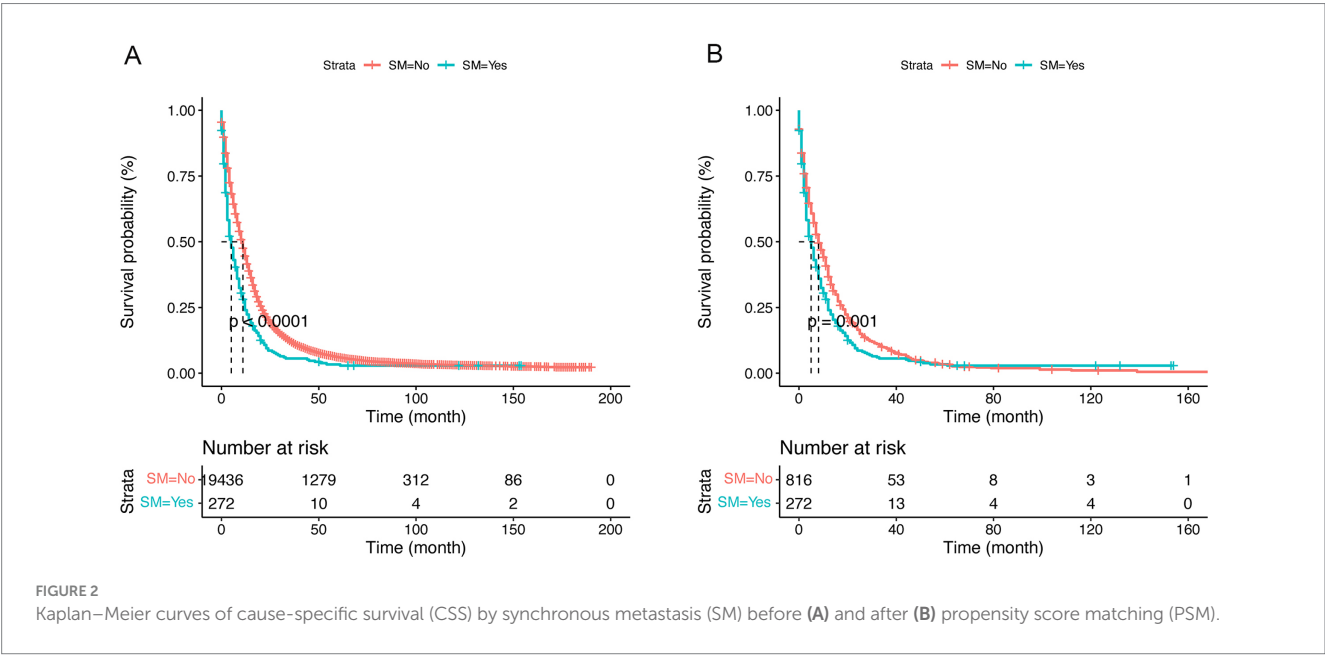 A
Strata SM=No SM=Yes
1.00
0.75
0.50
0.25
0.00
Survival probability (%)
p < 0.0001
0 50 100 150 200
Time (month)
Number at risk
Strata
SM=No 19436 1279 312 86 0
SM=Yes 272 10 4 2 0
0 50 100 150 200
Time (month)
B
Strata SM=No SM=Yes
1.00
0.75
0.50
0.25
0.00
Survival probability (%)
p = 0.001
0 40 80 120 160
Time (month)
Number at risk
Strata
SM=No 816 53 8 3 1
SM=Yes 272 13 4 4 0
0 40 80 120 160
Time (month)
FIGURE 2
Kaplan–Meier curves of cause-specific survival (CSS) by synchronous metastasis (SM) before (A) and after (B) propensity score matching (PSM).